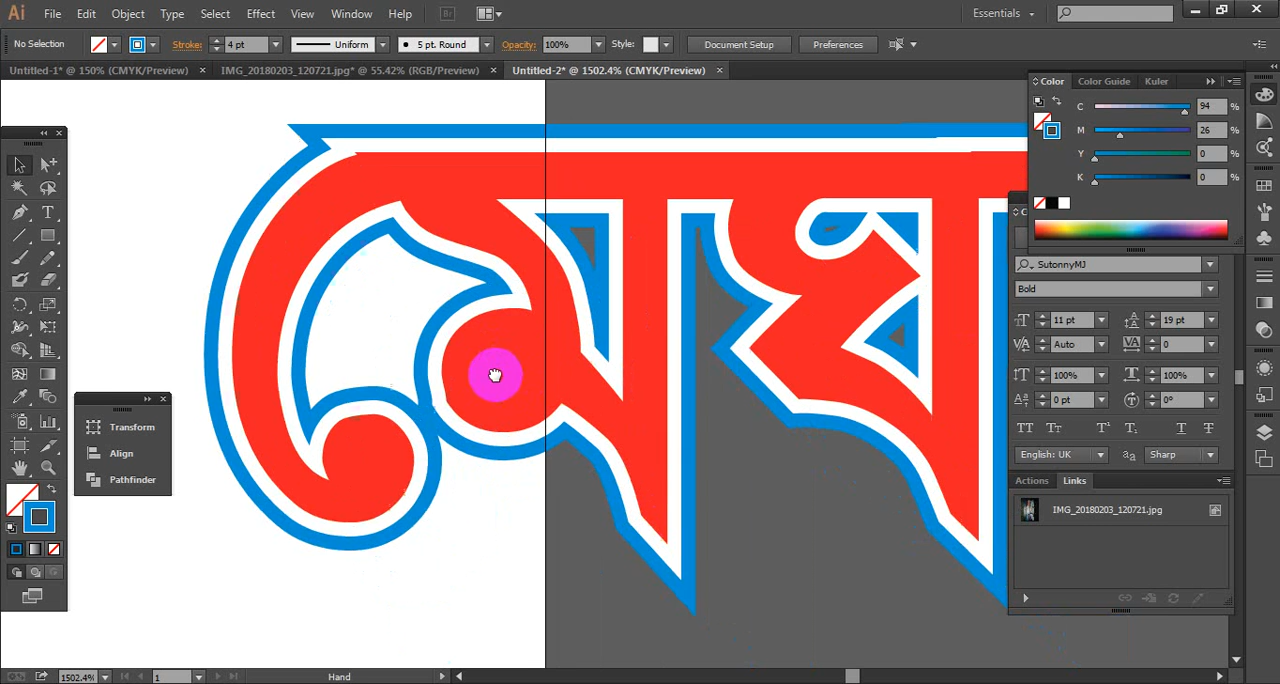 Ai File Edit Object Type Select Effect View Window Help Br Essentials
No Selection Stroke: 4 pt Uniform 5 pt. Round Opacity: 100% Style: Document Setup Preferences
Untitled-1* @ 150% (CMYK/Preview) × IMG_20180203_120721.jpg* @ 55.42% (RGB/Preview) × Untitled-2* @ 1502.4% (CMYK/Preview) ×
Color Color Guide Kuler
C 94 %
M 26 %
Y 0 %
K 0 %
SutonnyMJ
Bold
11 pt 19 pt
Auto 0
100% 100%
0 pt 0°
English: UK Sharp
Actions Links
IMG_20180203_120721.jpg
Transform
Align
Pathfinder
1502.4% 1 Hand